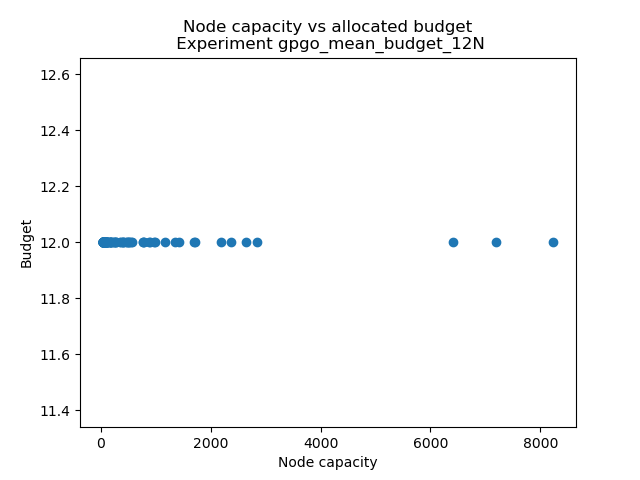 Node capacity vs allocated budget
Experiment gpgo_mean_budget_12N
12.6
12.4
12.2
12.0
11.8
11.6
11.4
Budget
0 2000 4000 6000 8000
Node capacity